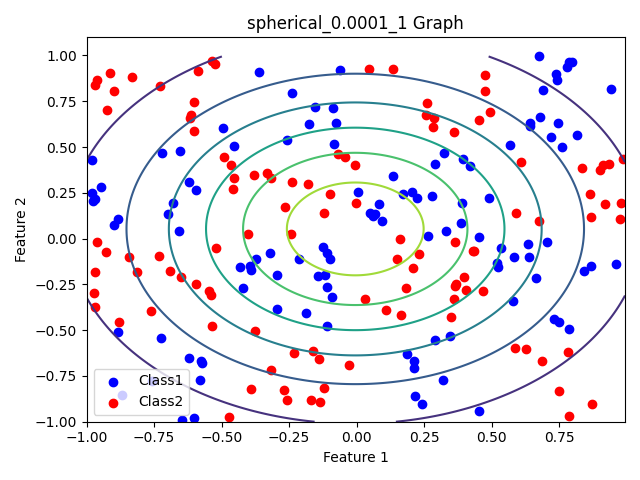 spherical_0.0001_1 Graph
1.00
0.75
0.50
0.25
0.00
−0.25
−0.50
−0.75
−1.00
Feature 2
Class1
Class2
−1.00 −0.75 −0.50 −0.25 0.00 0.25 0.50 0.75
Feature 1